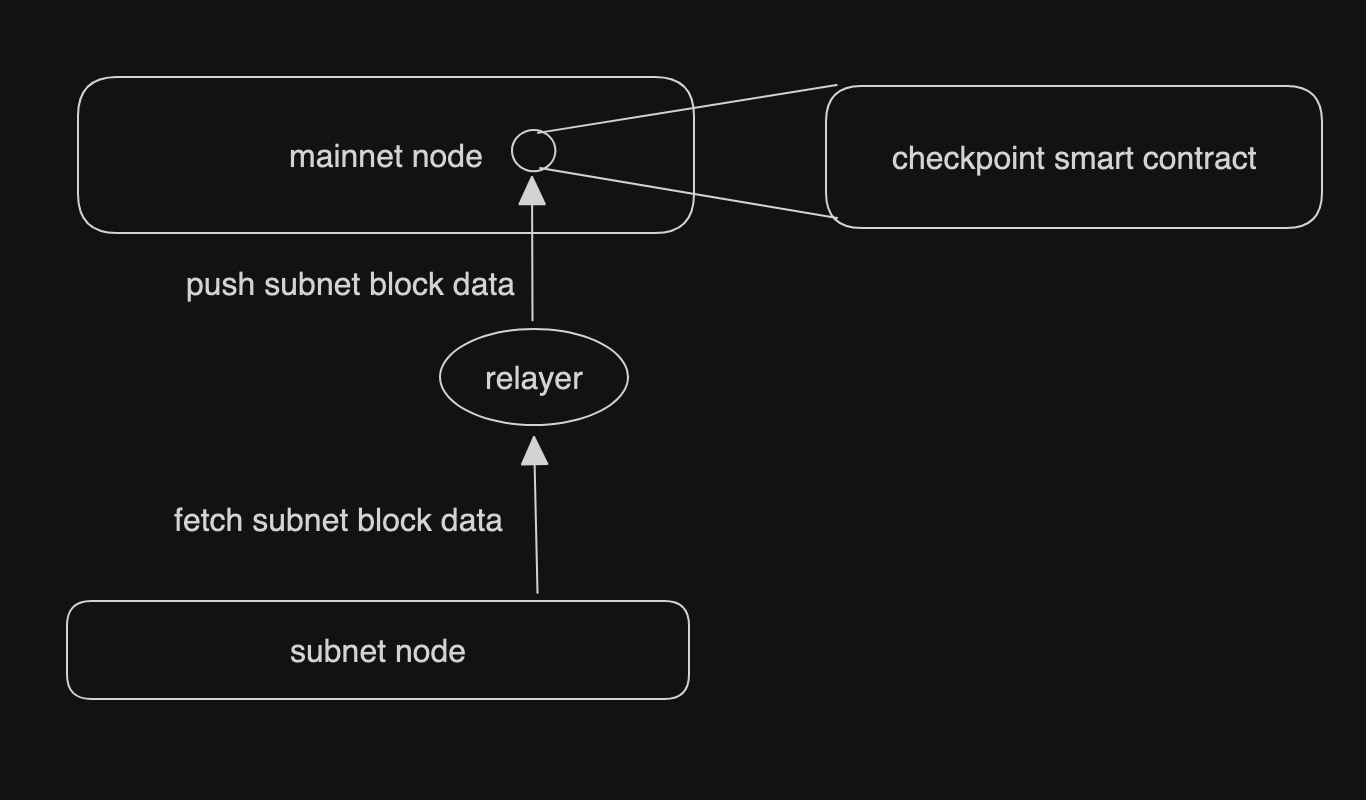 mainnet node
checkpoint smart contract
push subnet block data
relayer
fetch subnet block data
subnet node